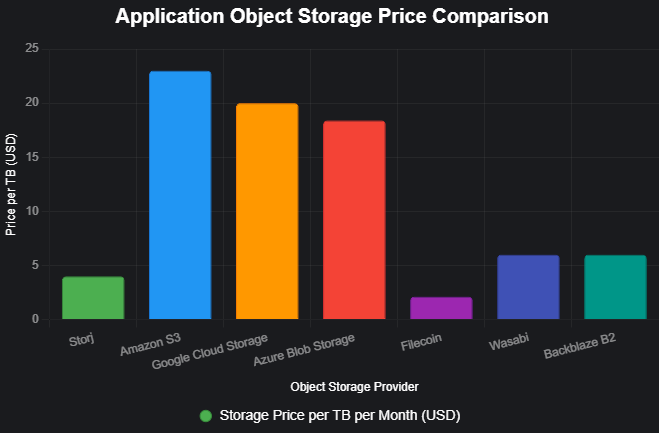 Application Object Storage Price Comparison
Price per TB (USD)
25
20
15
10
5
0
Storj
Amazon S3
Google Cloud Storage
Azure Blob Storage
Filecoin
Wasabi
Backblaze B2
Object Storage Provider
Storage Price per TB per Month (USD)